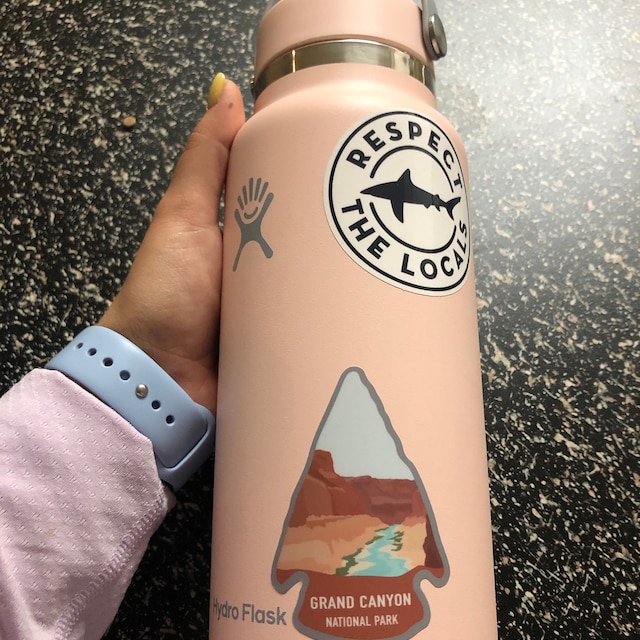 RESPECT
THE LOCALS
GRAND CANYON
NATIONAL PARK
Hydro Flask